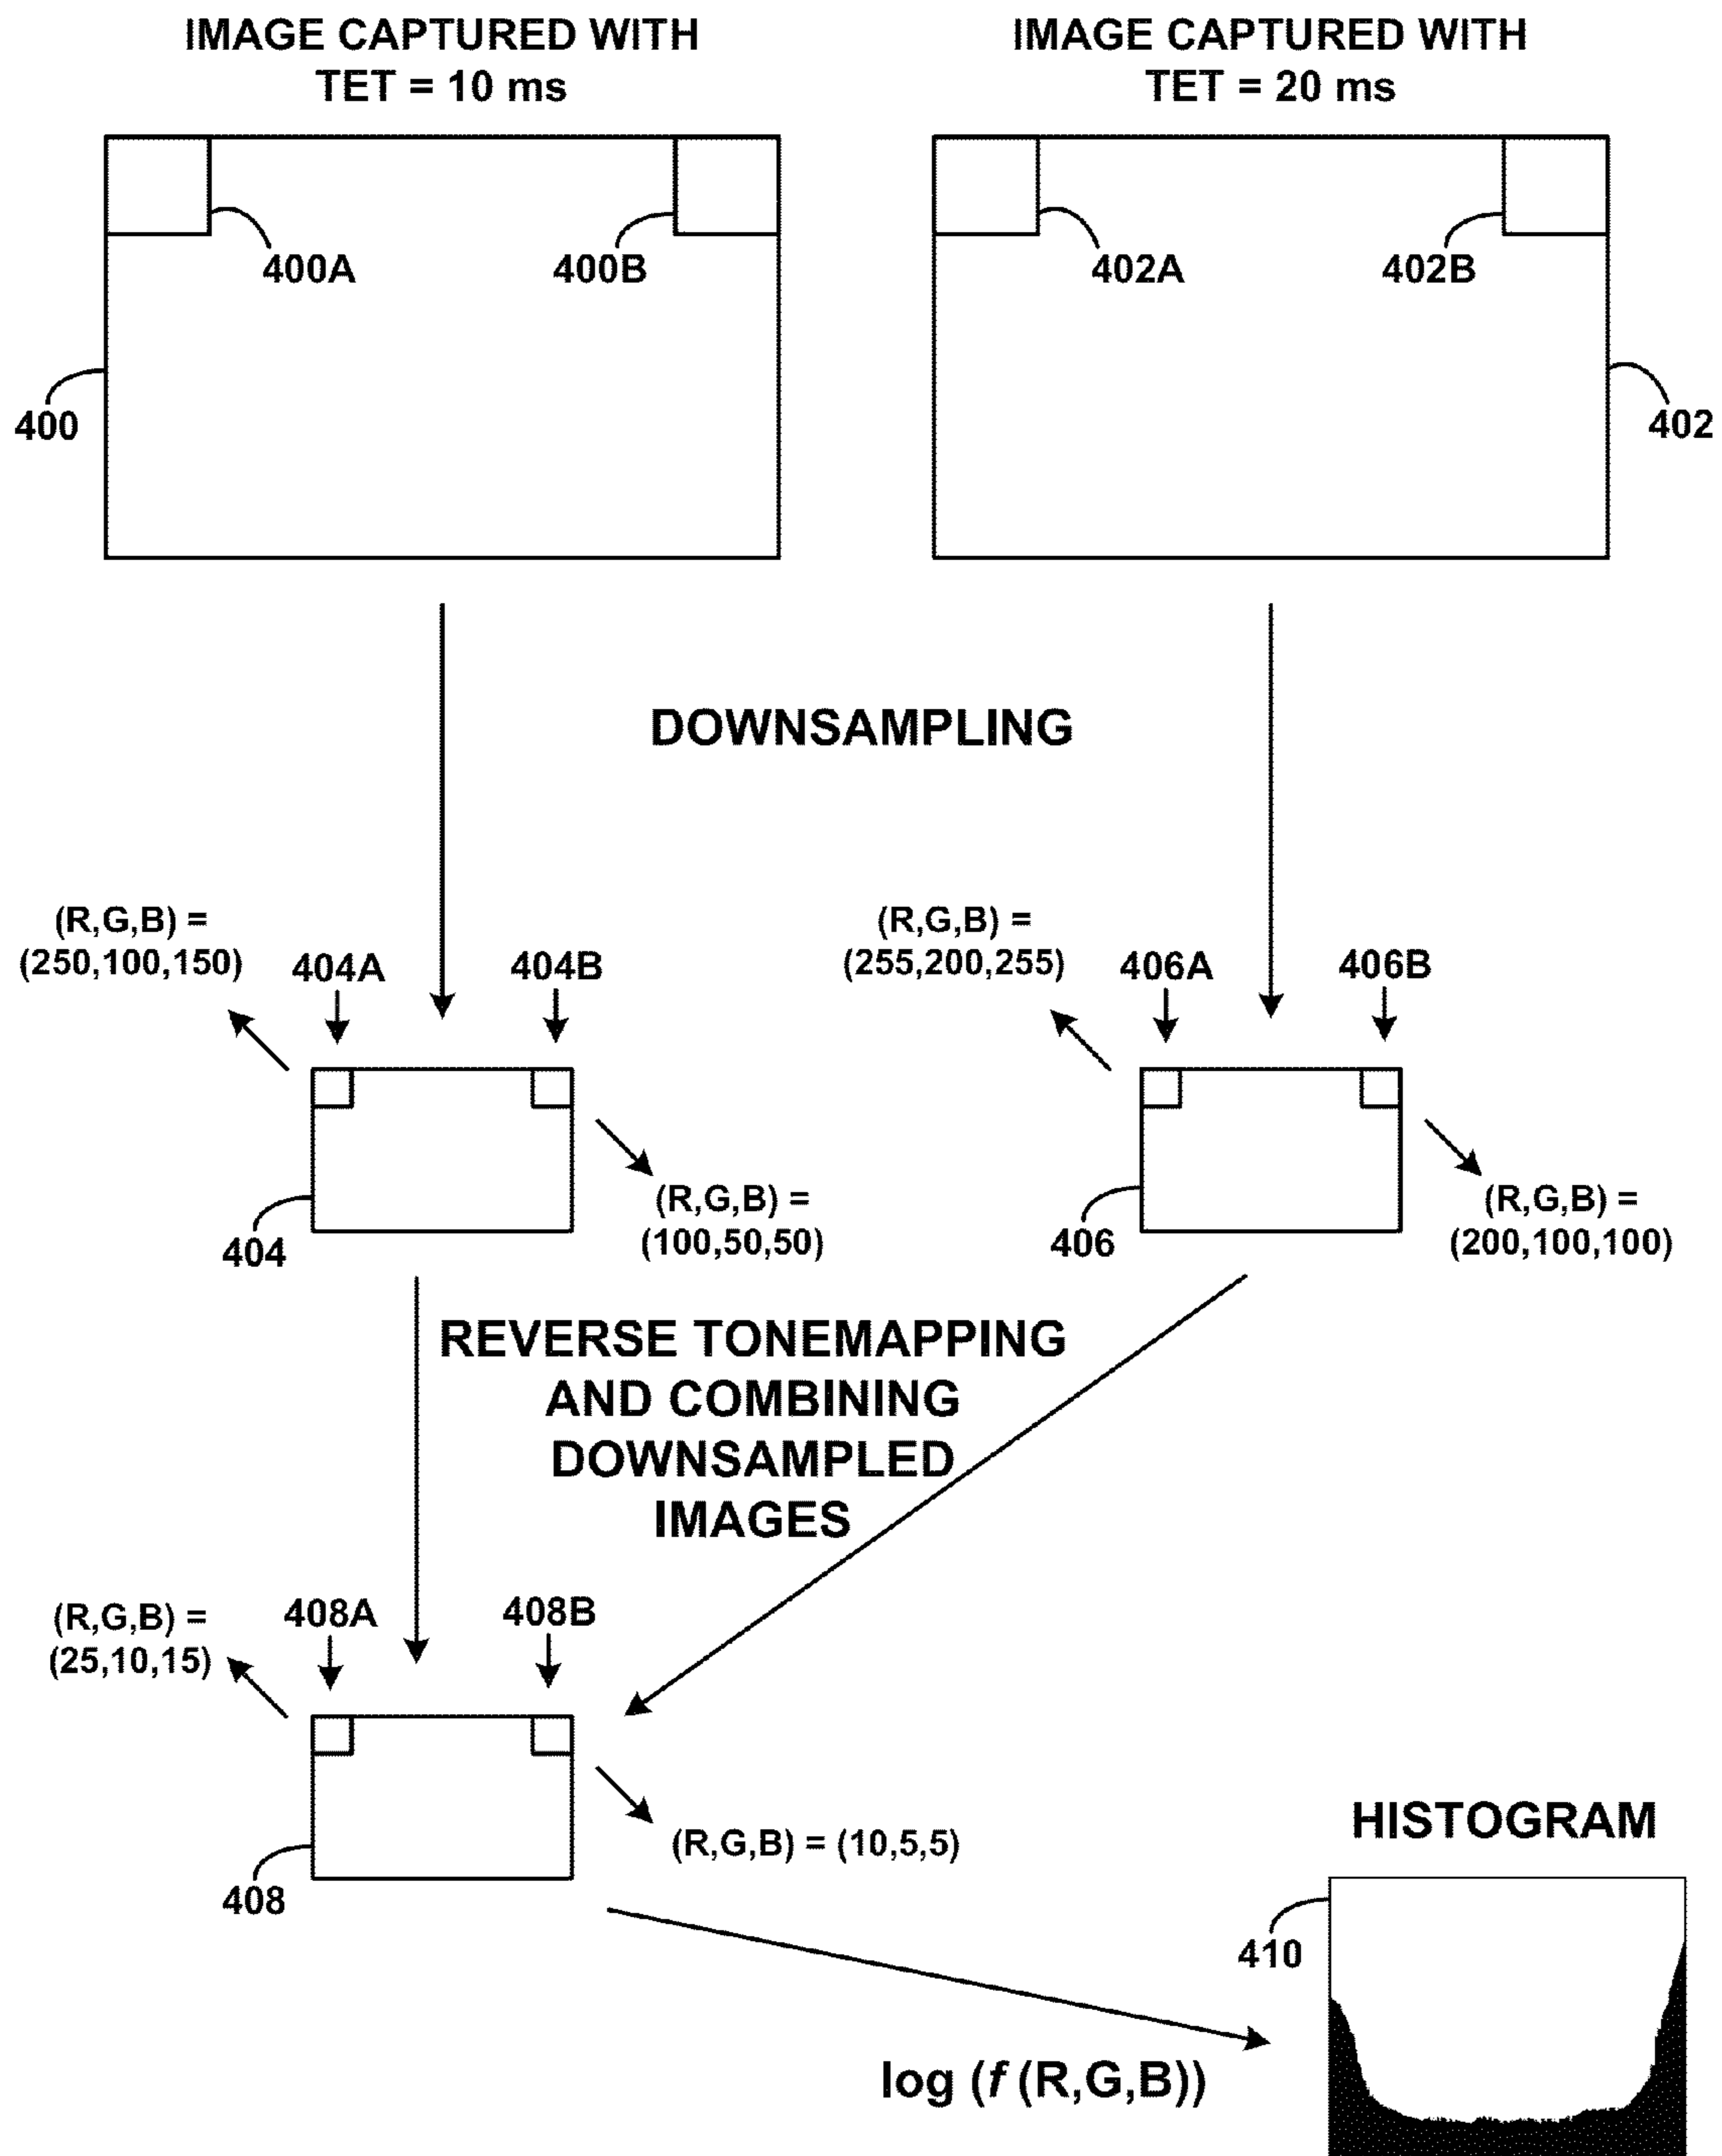 IMAGE CAPTURED WITH
TET = 10 ms
IMAGE CAPTURED WITH
TET = 20 ms
400A
400B
402A
402B
400
402
DOWNSAMPLING
(R,G,B) =
(250,100,150)
404A
404B
(R,G,B) =
(255,200,255)
406A
406B
404
(R,G,B) =
(100,50,50)
406
(R,G,B) =
(200,100,100)
REVERSE TONEMAPPING
AND COMBINING
DOWNSAMPLED
IMAGES
(R,G,B) =
(25,10,15)
408A
408B
408
(R,G,B) = (10,5,5)
HISTOGRAM
410
log (f (R,G,B))